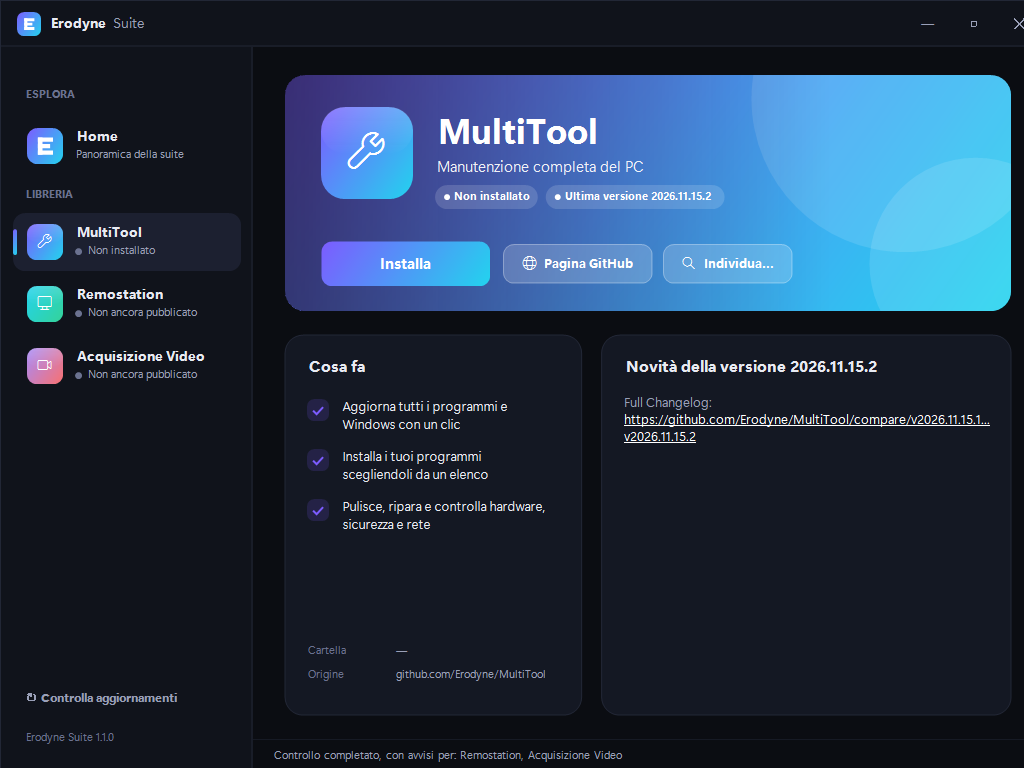 Erodyne Suite
ESPLORA
Home
Panoramica della suite
LIBRERIA
MultiTool
Non installato
Remostation
Non ancora pubblicato
Acquisizione Video
Non ancora pubblicato
Controlla aggiornamenti
Erodyne Suite 1.1.0
MultiTool
Manutenzione completa del PC
Non installato
Ultima versione 2026.11.15.2
Installa
Pagina GitHub
Individua...
Cosa fa
Aggiorna tutti i programmi e
Windows con un clic
Installa i tuoi programmi
scegliendoli da un elenco
Pulisce, ripara e controlla hardware,
sicurezza e rete
Cartella —
Origine github.com/Erodyne/MultiTool
Novità della versione 2026.11.15.2
Full Changelog:
https://github.com/Erodyne/MultiTool/compare/v2026.11.15.1...
v2026.11.15.2
Controllo completato, con avvisi per: Remostation, Acquisizione Video